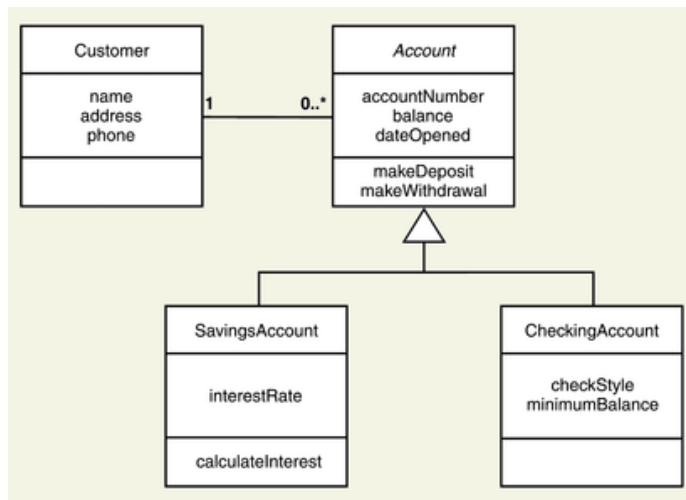 Customer
name
address
phone
1
0..*
Account
accountNumber
balance
dateOpened
makeDeposit
makeWithdrawal
SavingsAccount
interestRate
calculateInterest
CheckingAccount
checkStyle
minimumBalance